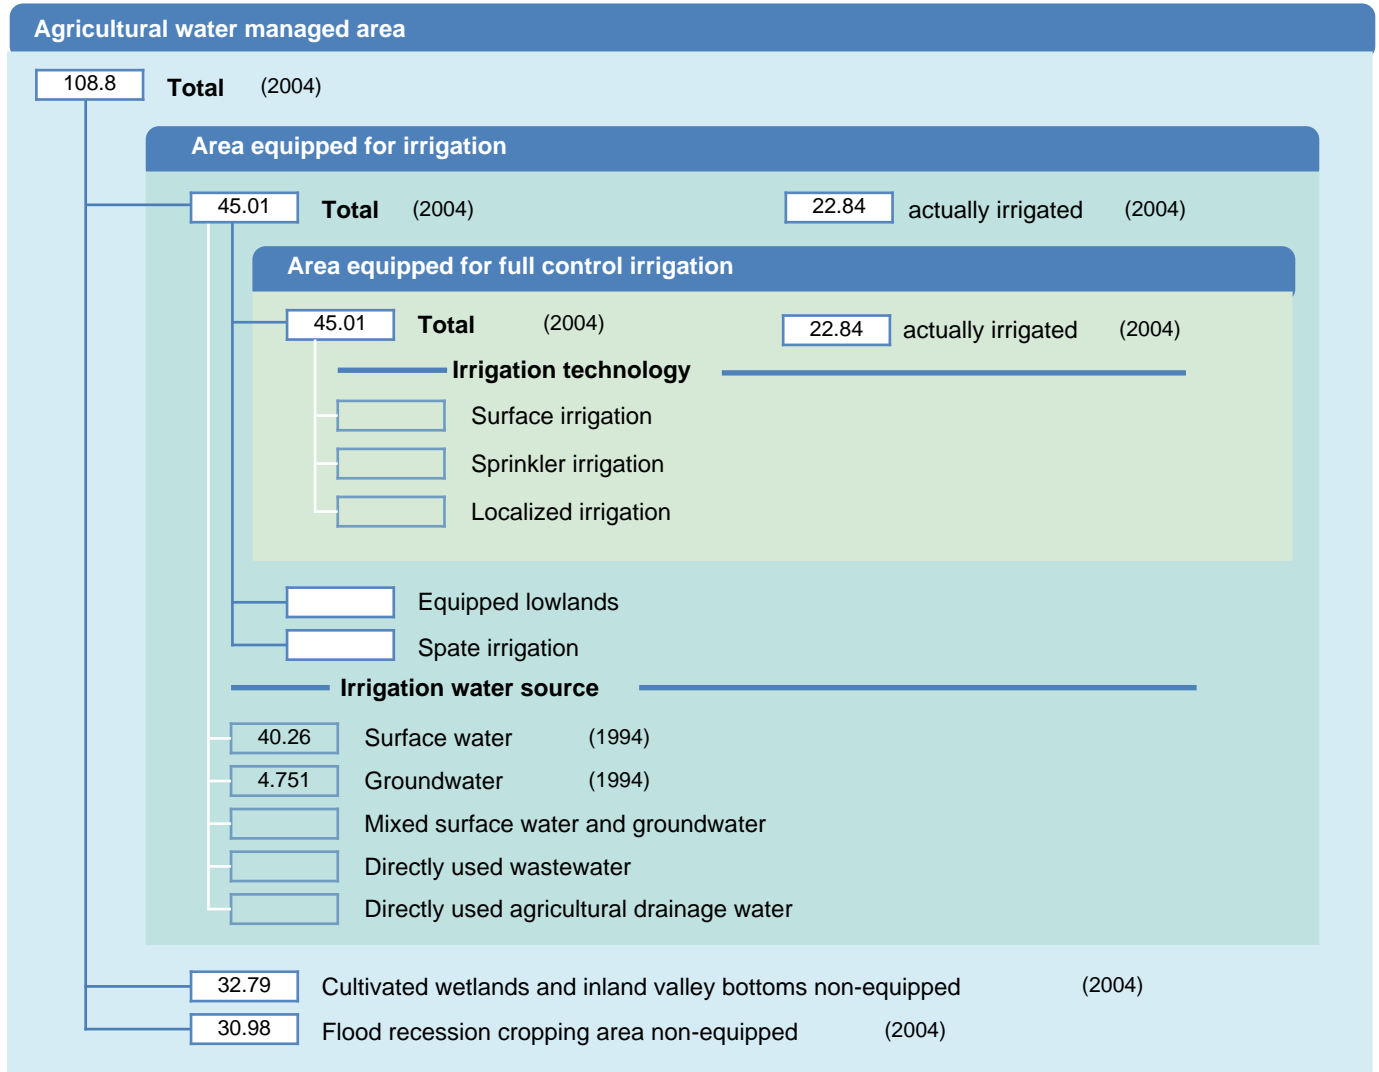 Agricultural water managed area
108.8 Total (2004)
Area equipped for irrigation
45.01 Total (2004) 22.84 actually irrigated (2004)
Area equipped for full control irrigation
45.01 Total (2004) 22.84 actually irrigated (2004)
Irrigation technology
Surface irrigation
Sprinkler irrigation
Localized irrigation
Equipped lowlands
Spate irrigation
Irrigation water source
40.26 Surface water (1994)
4.751 Groundwater (1994)
Mixed surface water and groundwater
Directly used wastewater
Directly used agricultural drainage water
32.79 Cultivated wetlands and inland valley bottoms non-equipped (2004)
30.98 Flood recession cropping area non-equipped (2004)